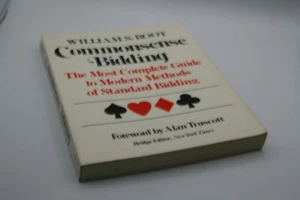 WILLIAM S. ROOT
Commonsense
Bidding
The Most Complete Guide
to Modern Methods
of Standard Bidding
Foreword by Alan Truscott
Bridge Editor, New York Times